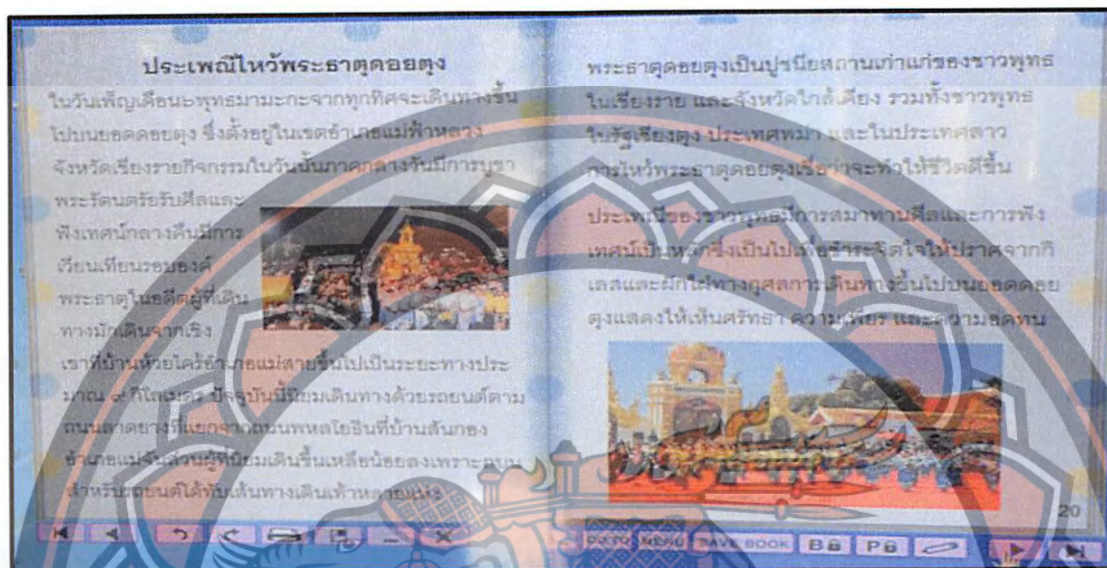 ประเพณีไหว้พระธาตุดอยตุง
ในวันเพ็ญเดือน๖พุทธมามะกะจากทุกทิศจะเดินทางขึ้น
ไปบนยอดดอยตุง ซึ่งตั้งอยู่ในเขตอำเภอแม่ฟ้าหลวง
จังหวัดเชียงรายกิจกรรมในวันนั้นภาคกลางวันมีการบูชา
พระรัตนตรัยรับศีลและ
ฟังเทศน์กลางคืนมีการ
เวียนเทียนรอบองค์
พระธาตุในอดีตผู้ที่เดิน
ทางมักเดินจากเชิง
เขาที่บ้านห้วยไคร้อำเภอแม่สายขึ้นไปเป็นระยะทางประ
มาณ ๙ กิโลเมตร ปัจจุบันนี้นิยมเดินทางด้วยรถยนต์ตาม
ถนนลาดยางที่แยกจากถนนพหลโยธินที่บ้านสันกอง
อำเภอแม่จันส่วนผู้ที่นิยมเดินขึ้นเหลือน้อยลงเพราะถนน
สำหรับรถยนต์ได้ทับเส้นทางเดินเท้าหลายแห่ง
พระธาตุดอยตุงเป็นปูชนียสถานเก่าแก่ของชาวพุทธ
ในเชียงราย และจังหวัดใกล้เคียง รวมทั้งชาวพุทธ
ในรัฐเชียงตุง ประเทศพม่า และในประเทศลาว
การไหว้พระธาตุดอยตุงเชื่อว่าจะทำให้ชีวิตดีขึ้น
ประเพณีของชาวพุทธมีการสมาทานศีลและการฟัง
เทศน์เป็นหลักซึ่งเป็นไปเพื่อชำระจิตใจให้ปราศจากกิ
เลสและฝักใฝ่ทางกุศลการเดินทางขึ้นไปบนยอดดอย
ตุงแสดงให้เห็นศรัทธา ความเพียร และความอดทน
20
GO TO MENU SAVE BOOK B P